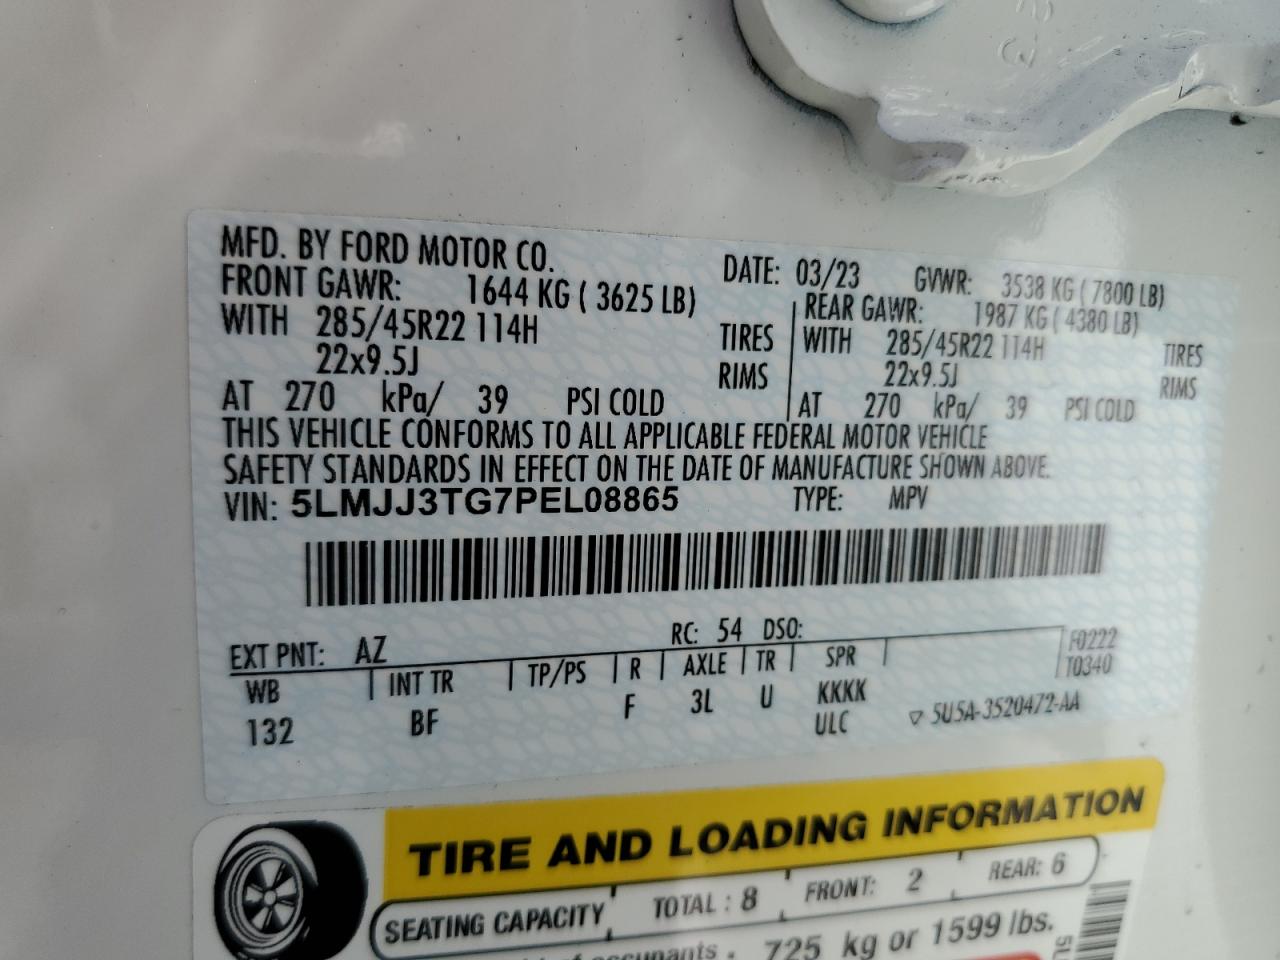 MFD. BY FORD MOTOR CO.
DATE: 03/23 GVWR: 3538 KG ( 7800 LB)
FRONT GAWR: 1644 KG ( 3625 LB)
REAR GAWR: 1987 KG ( 4380 LB)
WITH 285/45R22 114H TIRES
WITH 285/45R22 114H TIRES
22x9.5J RIMS
22x9.5J RIMS
AT 270 kPa/ 39 PSI COLD
AT 270 kPa/ 39 PSI COLD
THIS VEHICLE CONFORMS TO ALL APPLICABLE FEDERAL MOTOR VEHICLE
SAFETY STANDARDS IN EFFECT ON THE DATE OF MANUFACTURE SHOWN ABOVE.
VIN: 5LMJJ3TG7PEL08865 TYPE: MPV
EXT PNT: AZ RC: 54 DSO: F0222
WB INT TR TP/PS R AXLE TR SPR T0340
132 BF F 3L U KKKK
ULC ▽ 5U5A-3520472-AA
TIRE AND LOADING INFORMATION
SEATING CAPACITY TOTAL : 8 FRONT: 2 REAR: 6
occupants 725 kg or 1599 lbs.